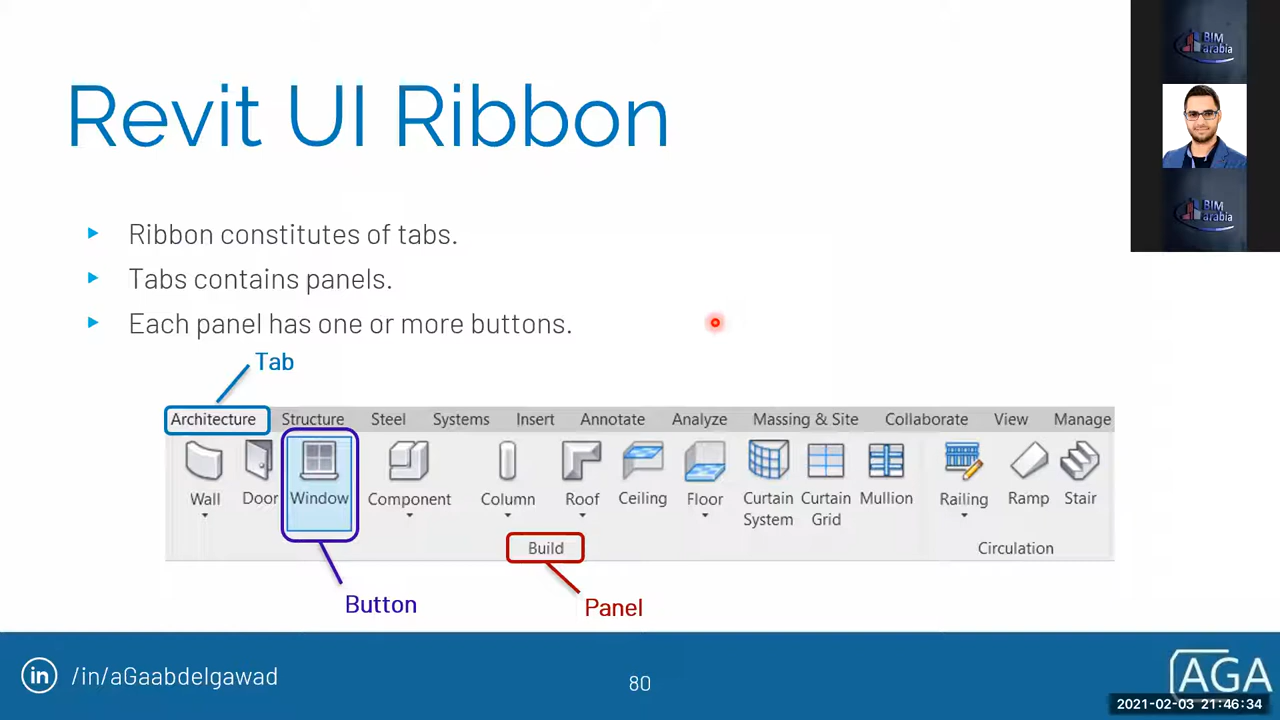 Revit UI Ribbon
BIM
arabia
BIM
arabia
Ribbon constitutes of tabs.
Tabs contains panels.
Each panel has one or more buttons.
Tab
Architecture Structure Steel Systems Insert Annotate Analyze Massing & Site Collaborate View Manage
Wall Door Window Component Column Roof Ceiling Floor Curtain System Curtain Grid Mullion Railing Ramp Stair
Build Circulation
Button Panel
in /in/aGaabdelgawad
80
AGA
2021-02-03 21:46:34